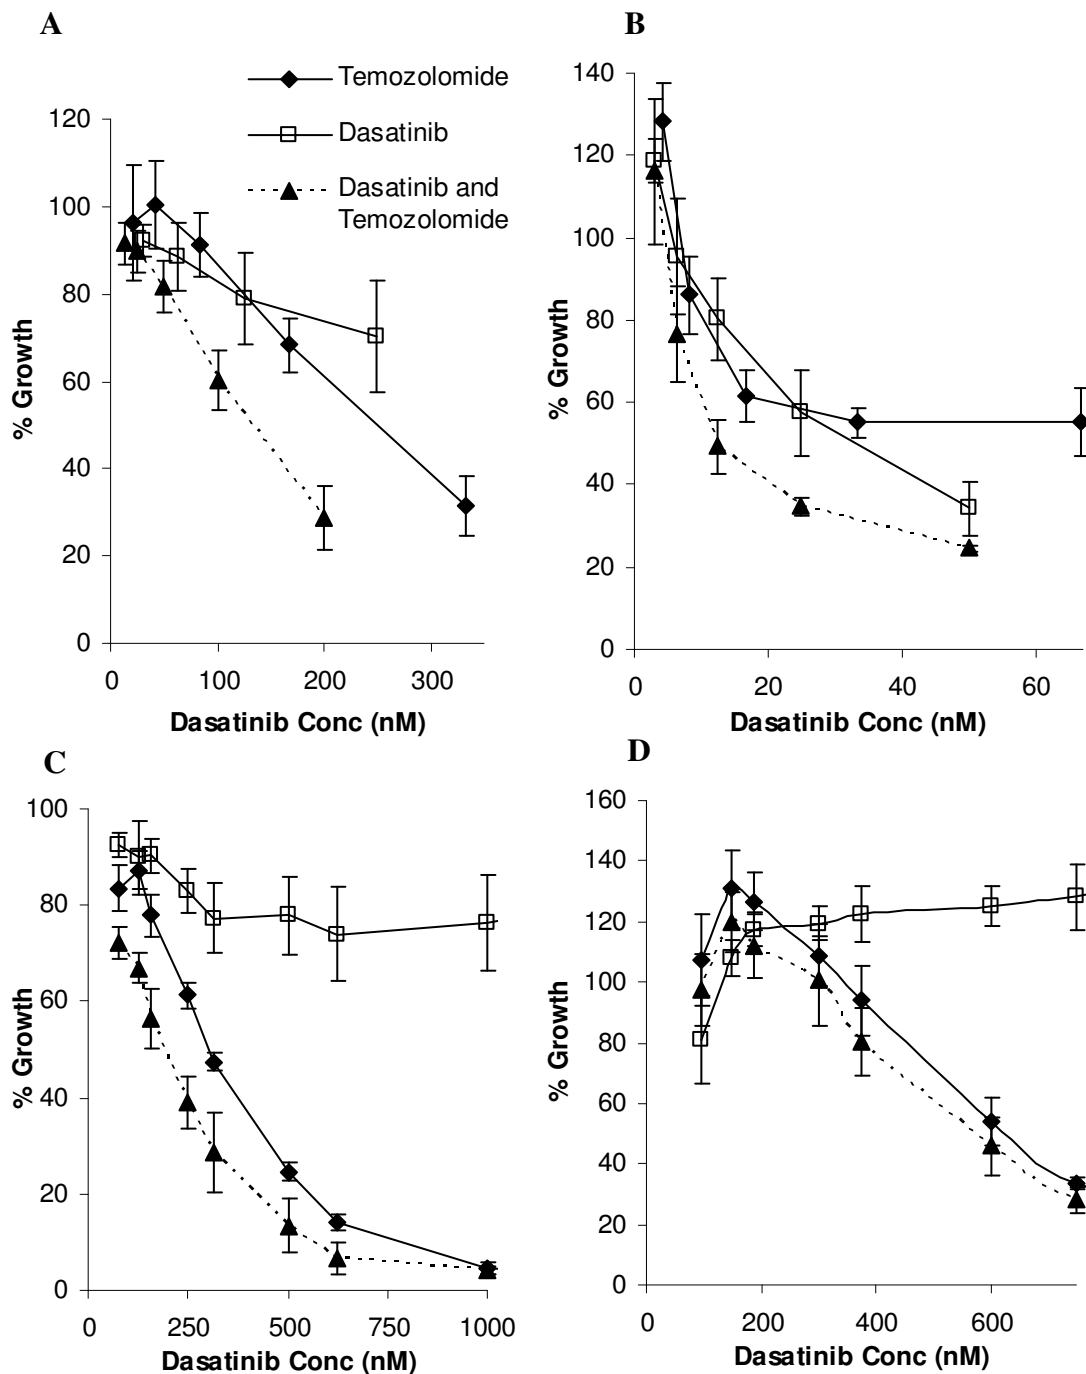 A
Temozolomide
Dasatinib
Dasatinib and
Temozolomide
120
100
80
60
40
20
0
% Growth
0 100 200 300
Dasatinib Conc (nM)
B
140
120
100
80
60
40
20
0
% Growth
0 20 40 60
Dasatinib Conc (nM)
C
100
80
60
40
20
0
% Growth
0 250 500 750 1000
Dasatinib Conc (nM)
D
160
140
120
100
80
60
40
20
0
% Growth
0 200 400 600
Dasatinib Conc (nM)